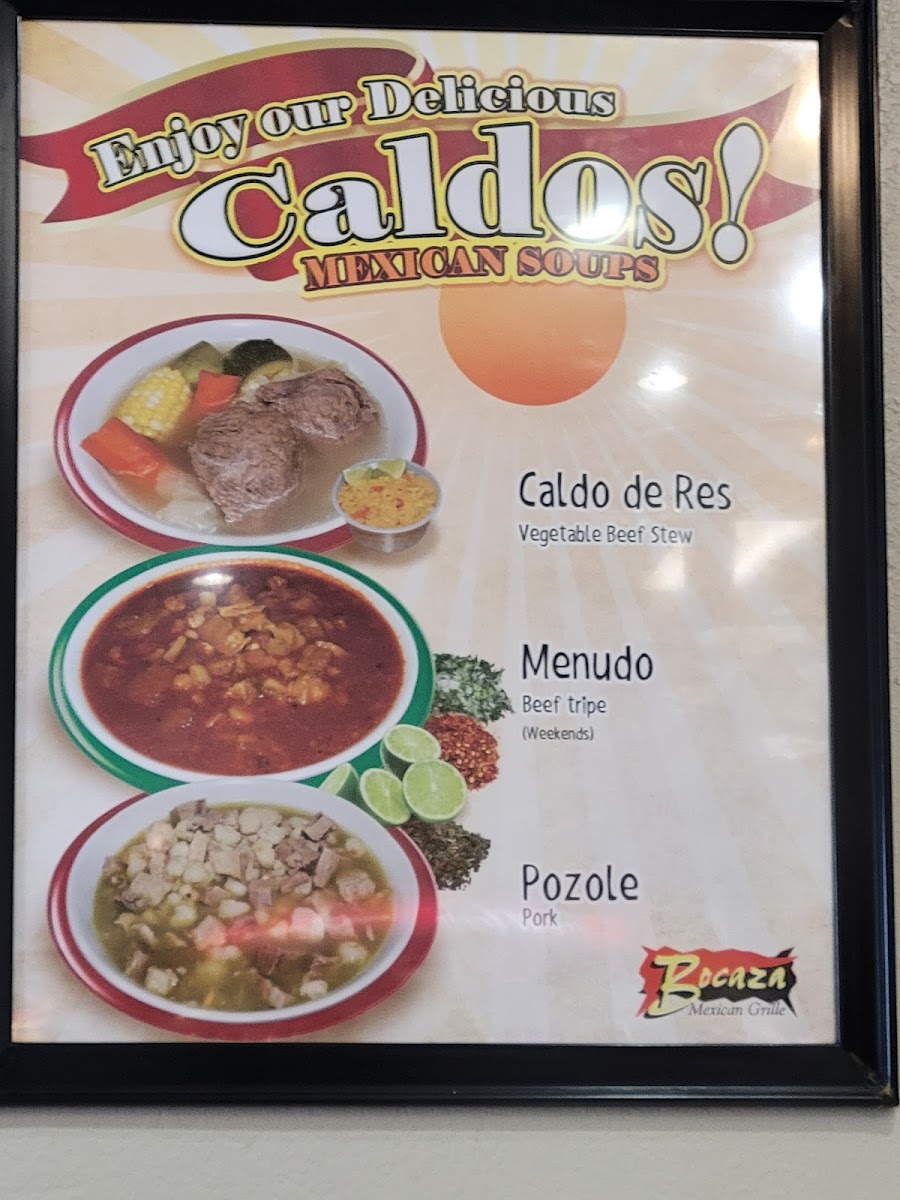 Enjoy our Delicious
Caldos!
MEXICAN SOUPS
Caldo de Res
Vegetable Beef Stew
Menudo
Beef tripe
(Weekends)
Pozole
Pork
Bocaza
Mexican Grille